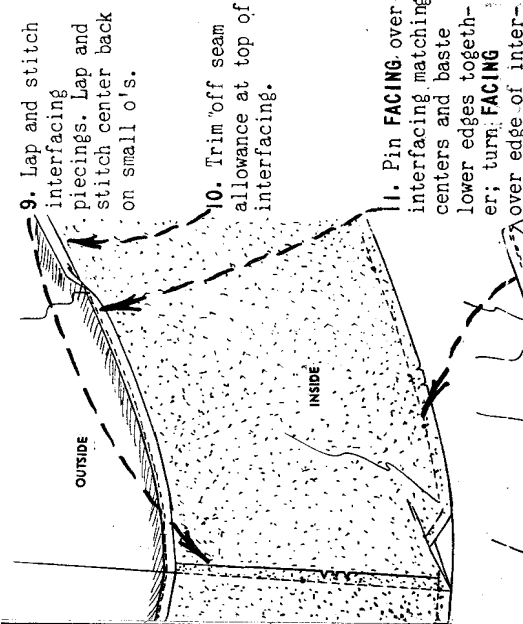 9. Lap and stitch
interfacing
piecings. Lap and
stitch center back
on small o's.
10. Trim off seam
allowance at top of
interfacing.
11. Pin FACING over
interfacing matching
centers and baste
lower edges togeth-
er; turn FACING
over edge of inter-
OUTSIDE
INSIDE